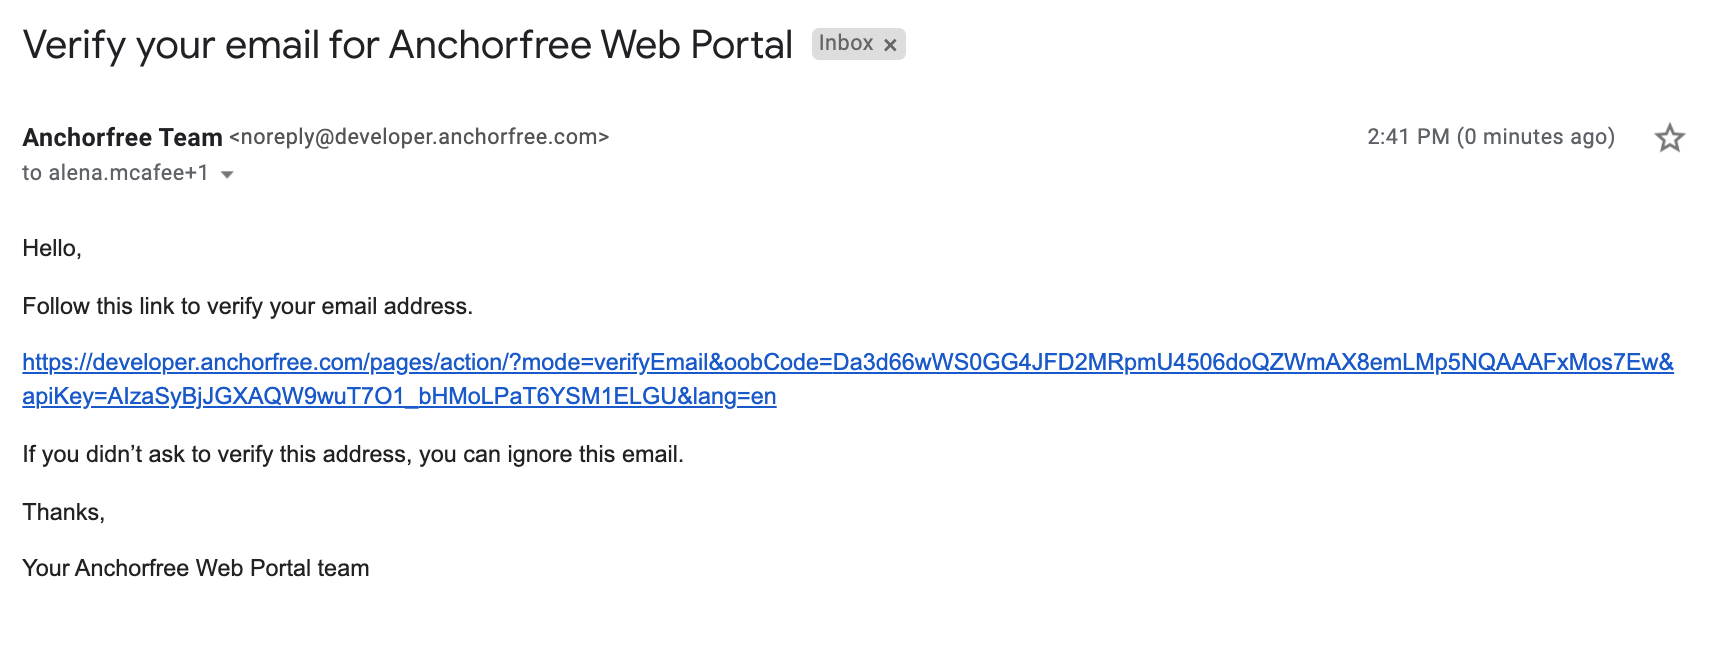 Verify your email for Anchorfree Web Portal Inbox ×
Anchorfree Team <noreply@developer.anchorfree.com> 2:41 PM (0 minutes ago)
to alena.mcafee+1
Hello,
Follow this link to verify your email address.
https://developer.anchorfree.com/pages/action/?mode=verifyEmail&oobCode=Da3d66wWS0GG4JFD2MRpmU4506doQZWmAX8emLMp5NQAAAFxMos7Ew&
apiKey=AIzaSyBjJGXAQW9wuT7O1_bHMoLPaT6YSM1ELGU&lang=en
If you didn’t ask to verify this address, you can ignore this email.
Thanks,
Your Anchorfree Web Portal team